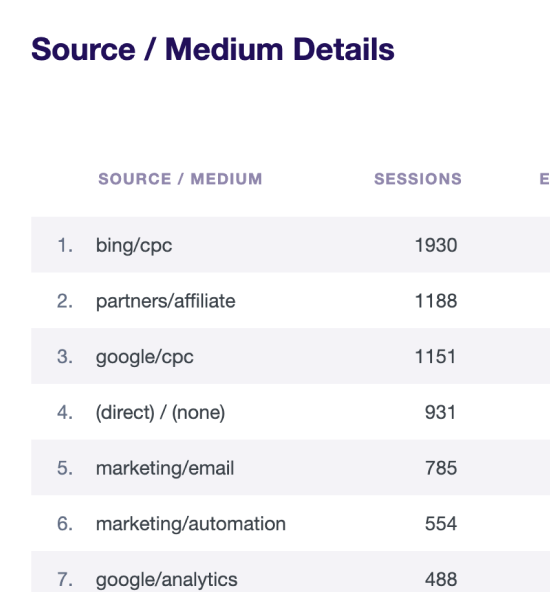 Source / Medium Details
SOURCE / MEDIUM SESSIONS E
1. bing/cpc 1930
2. partners/affiliate 1188
3. google/cpc 1151
4. (direct) / (none) 931
5. marketing/email 785
6. marketing/automation 554
7. google/analytics 488